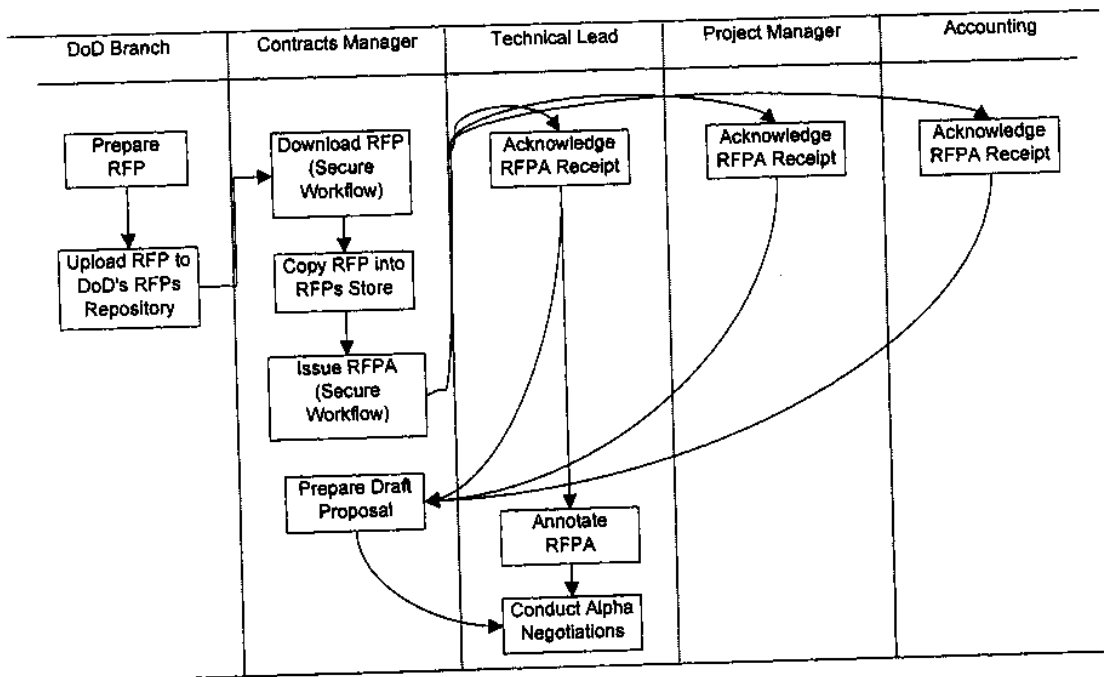 DoD Branch
Contracts Manager
Technical Lead
Project Manager
Accounting
Prepare
RFP
Upload RFP to
DoD's RFPs
Repository
Download RFP
(Secure
Workflow)
Copy RFP into
RFPs Store
Issue RFPA
(Secure
Workflow)
Prepare Draft
Proposal
Acknowledge
RFPA Receipt
Annotate
RFPA
Conduct Alpha
Negotiations
Acknowledge
RFPA Receipt
Acknowledge
RFPA Receipt